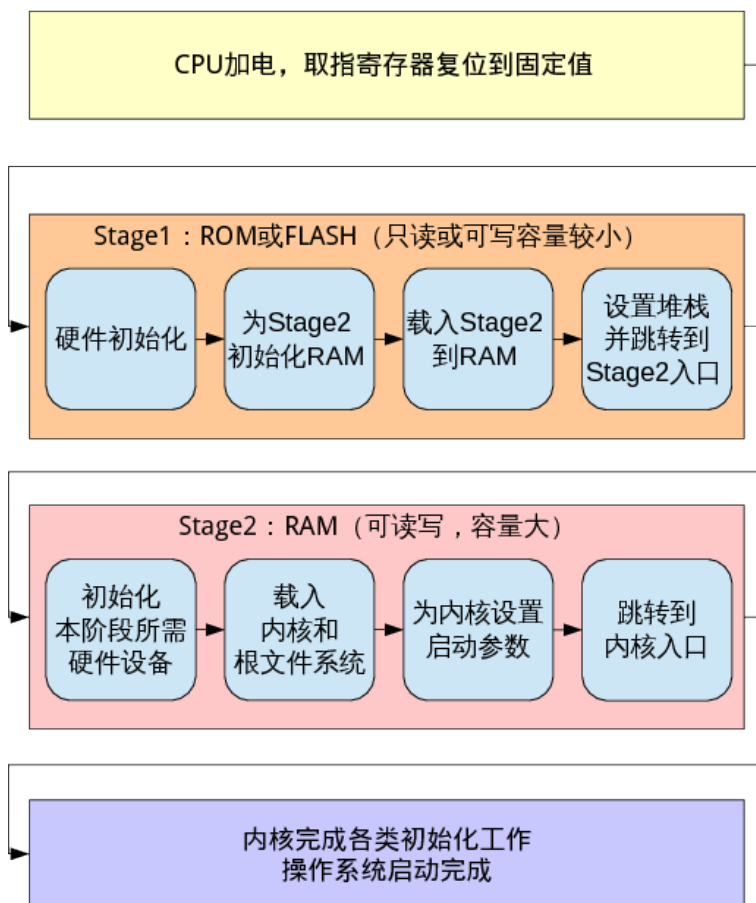 CPU加电，取指寄存器复位到固定值
Stage1：ROM或FLASH（只读或可写容量较小）
硬件初始化
为Stage2
初始化RAM
载入Stage2
到RAM
设置堆栈
并跳转到
Stage2入口
Stage2：RAM（可读写，容量大）
初始化
本阶段所需
硬件设备
载入
内核和
根文件系统
为内核设置
启动参数
跳转到
内核入口
内核完成各类初始化工作
操作系统启动完成